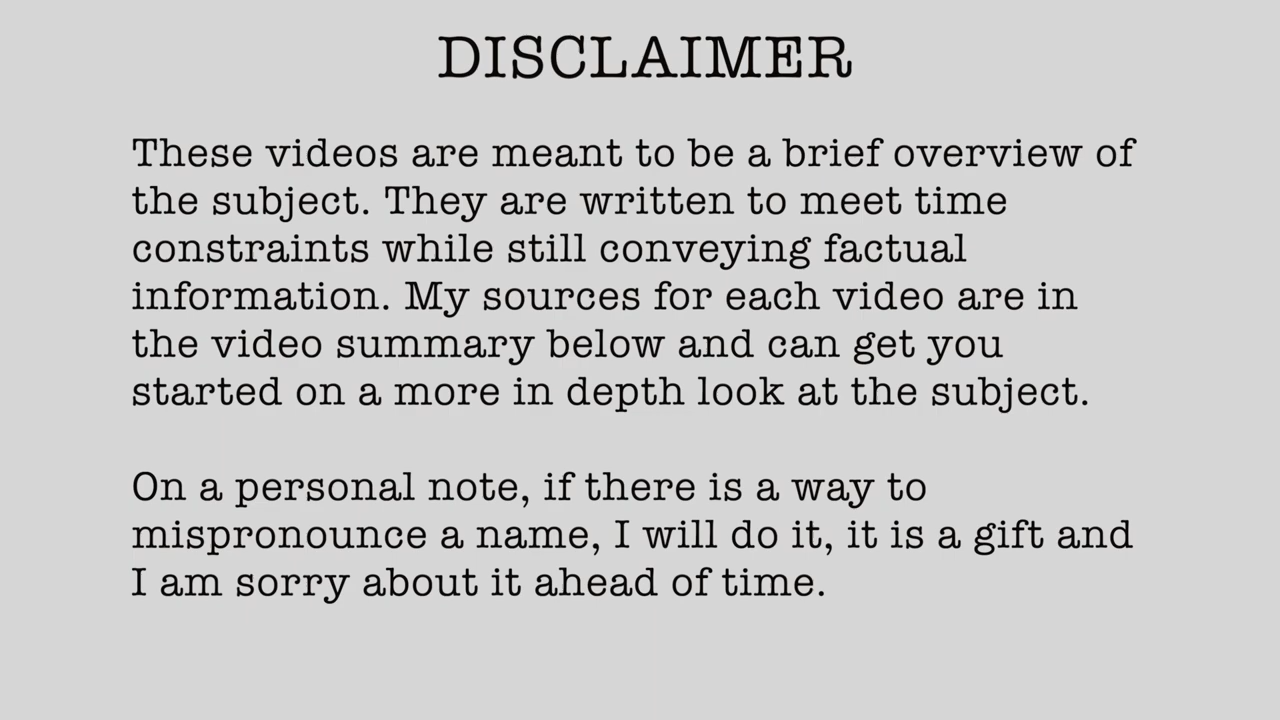 DISCLAIMER
These videos are meant to be a brief overview of
the subject. They are written to meet time
constraints while still conveying factual
information. My sources for each video are in
the video summary below and can get you
started on a more in depth look at the subject.
On a personal note, if there is a way to
mispronounce a name, I will do it, it is a gift and
I am sorry about it ahead of time.